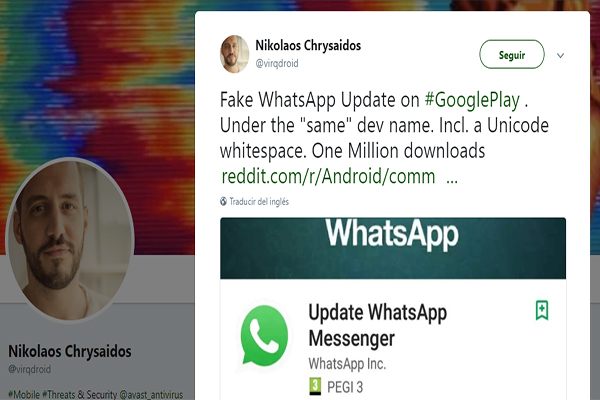 Nikolaos Chrysaidos
@virqdroid
Seguir
Fake WhatsApp Update on #GooglePlay .
Under the "same" dev name. Incl. a Unicode
whitespace. One Million downloads
reddit.com/r/Android/comm ...
Traducir del inglés
WhatsApp
Update WhatsApp
Messenger
WhatsApp Inc.
3 PEGI 3
Nikolaos Chrysaidos
@virqdroid
#Mobile #Threats & Security @avast_antivirus